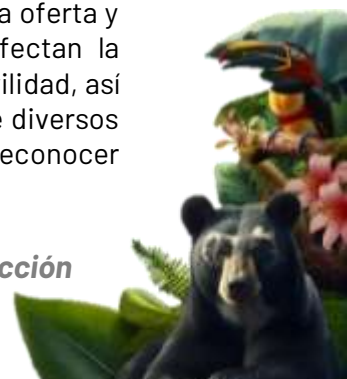 a oferta y
fectan la
ilidad, así
e diversos
econocer
cción